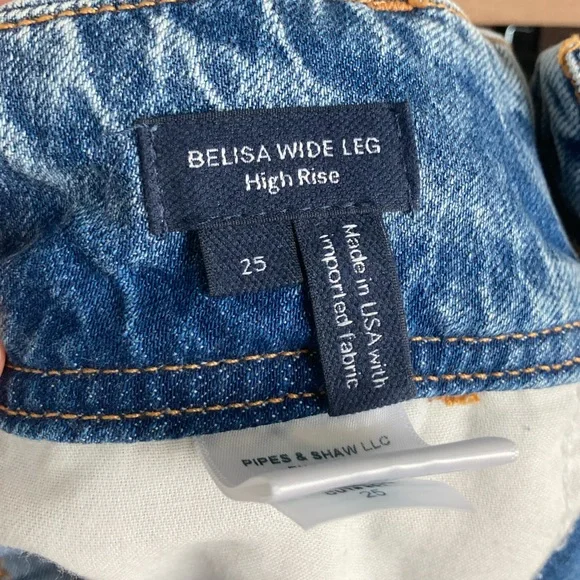 BELISA WIDE LEG
High Rise
25
Made in USA with
imported fabric
PIPES & SHAW LLC
25